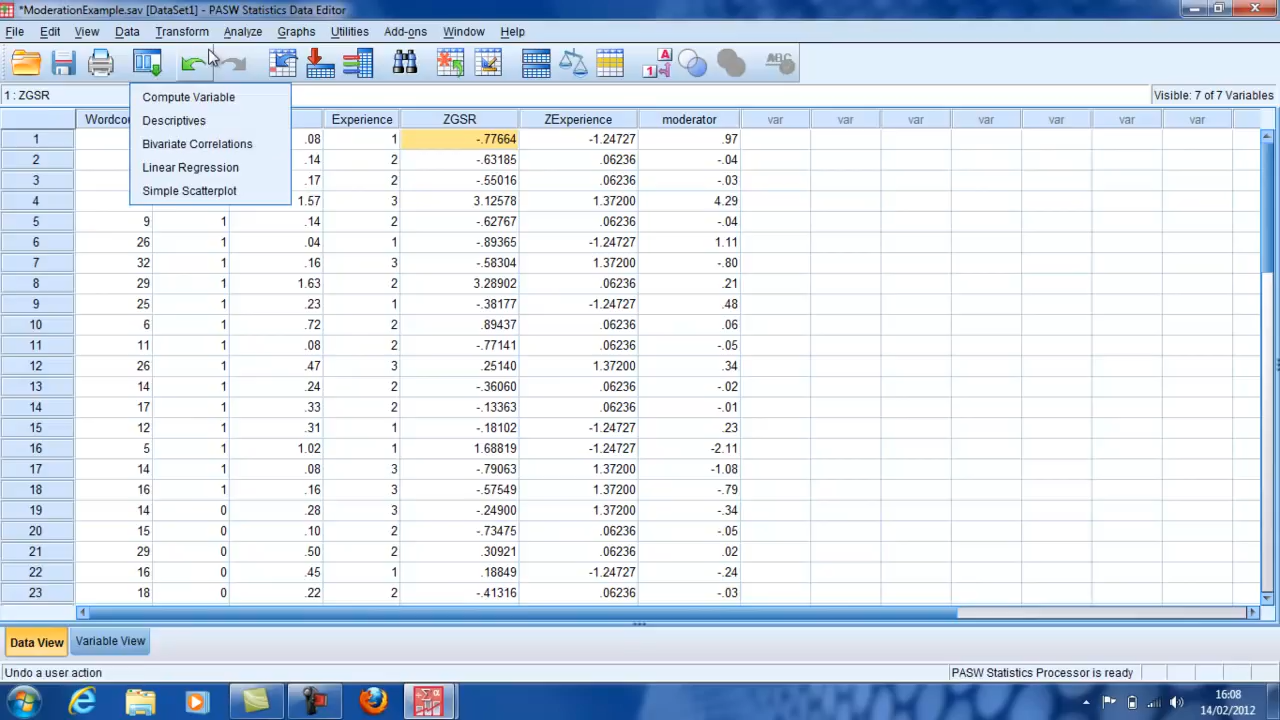 *ModerationExample.sav [DataSet1] - PASW Statistics Data Editor
File Edit View Data Transform Analyze Graphs Utilities Add-ons Window Help
1 : ZGSR
Visible: 7 of 7 Variables
Compute Variable
Descriptives
Bivariate Correlations
Linear Regression
Simple Scatterplot
Experience ZGSR ZExperience moderator var var var var var var var
1 .08 1 -.77664 -1.24727 .97
2 .14 2 -.63185 .06236 -.04
3 .17 2 -.55016 .06236 -.03
4 1.57 3 3.12578 1.37200 4.29
5 9 1 .14 2 -.62767 .06236 -.04
6 26 1 .04 1 -.89365 -1.24727 1.11
7 32 1 .16 3 -.58304 1.37200 -.80
8 29 1 1.63 2 3.28902 .06236 .21
9 25 1 .23 1 -.38177 -1.24727 .48
10 6 1 .72 2 .89437 .06236 .06
11 11 1 .08 2 -.77141 .06236 -.05
12 26 1 .47 3 .25140 1.37200 .34
13 14 1 .24 2 -.36060 .06236 -.02
14 17 1 .33 2 -.13363 .06236 -.01
15 12 1 .31 1 -.18102 -1.24727 .23
16 5 1 1.02 1 1.68819 -1.24727 -2.11
17 14 1 .08 3 -.79063 1.37200 -1.08
18 16 1 .16 3 -.57549 1.37200 -.79
19 14 0 .28 3 -.24900 1.37200 -.34
20 15 0 .10 2 -.73475 .06236 -.05
21 29 0 .50 2 .30921 .06236 .02
22 16 0 .45 1 .18849 -1.24727 -.24
23 18 0 .22 2 -.41316 .06236 -.03
Data View Variable View
Undo a user action
PASW Statistics Processor is ready
16:08
14/02/2012